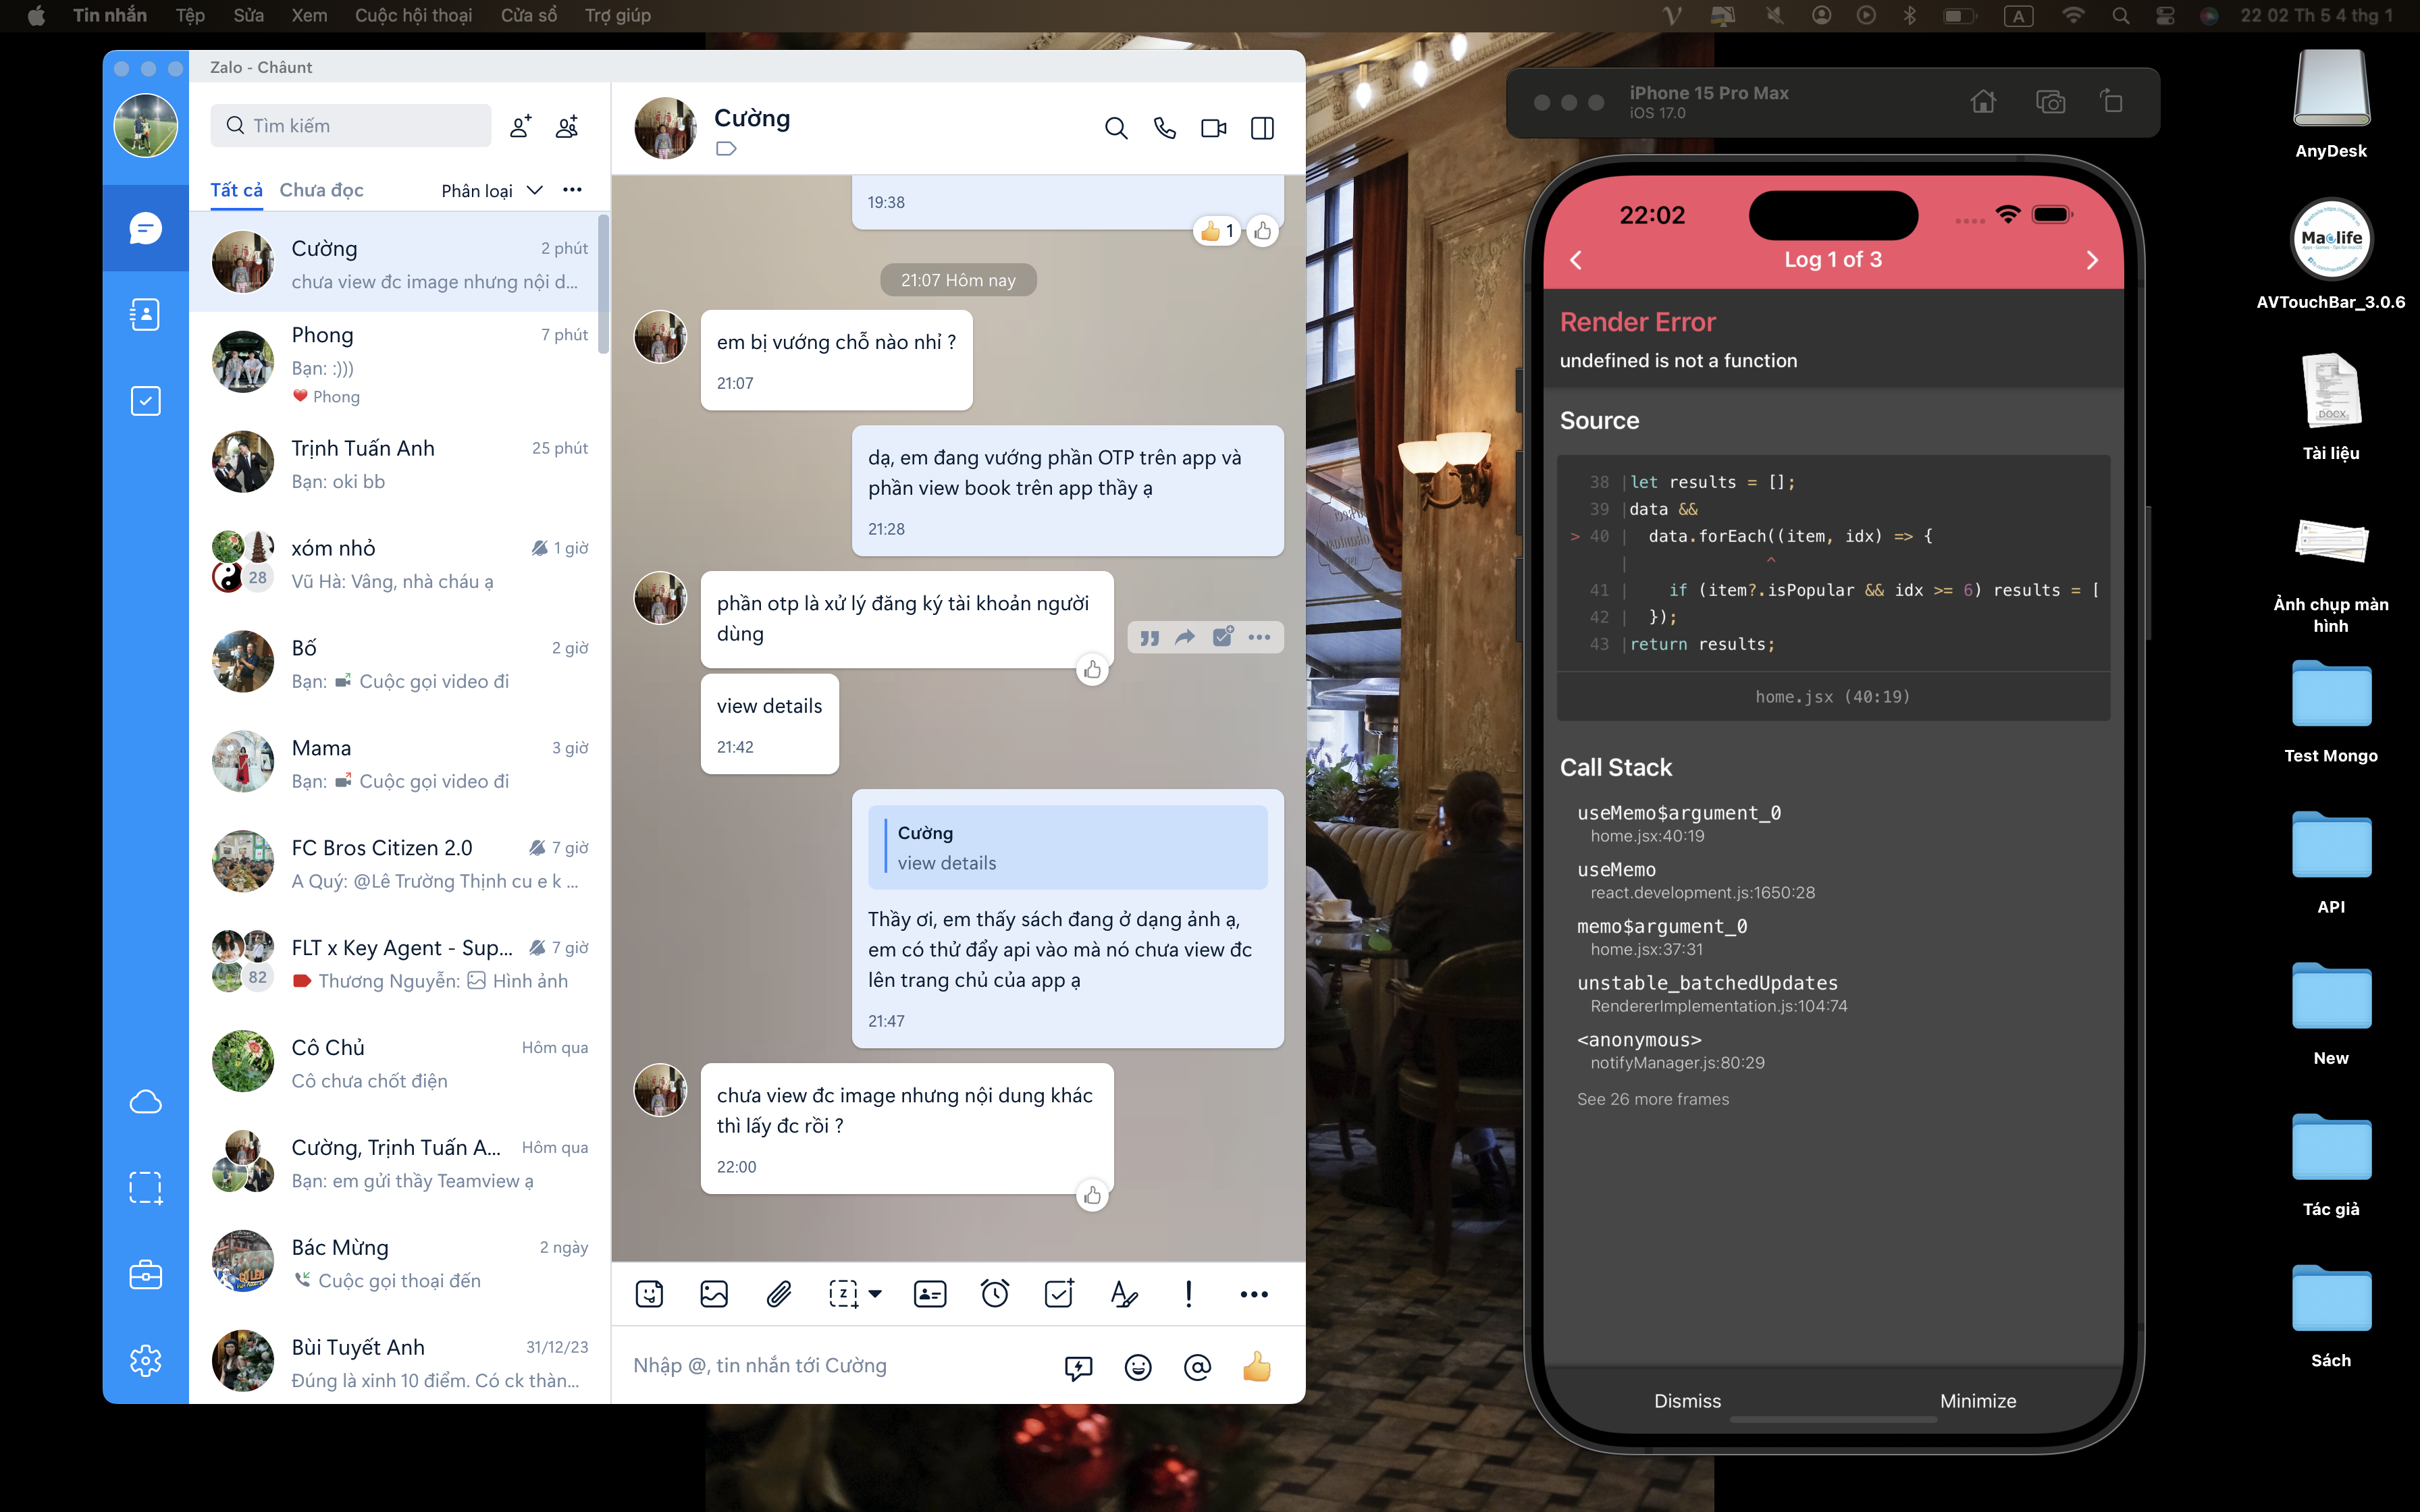 Tin nhắn Tệp Sửa Xem Cuộc hội thoại Cửa sổ Trợ giúp
A 22 02 Th 5 4 thg 1
Zalo - Châunt
Tìm kiếm
Tất cả Chưa đọc Phân loại
Cường 2 phút
chưa view đc image nhưng nội d...
Phong 7 phút
Bạn: :)))
Phong
Trịnh Tuấn Anh 25 phút
Bạn: oki bb
xóm nhỏ 1 giờ
28 Vũ Hà: Vâng, nhà cháu ạ
Bố 2 giờ
Bạn: Cuộc gọi video đi
Mama 3 giờ
Bạn: Cuộc gọi video đi
FC Bros Citizen 2.0 7 giờ
A Quý: @Lê Trường Thịnh cu e k ...
FLT x Key Agent - Sup... 7 giờ
82 Thương Nguyễn: Hình ảnh
Cô Chủ Hôm qua
Cô chưa chốt điện
Cường, Trịnh Tuấn A... Hôm qua
Bạn: em gửi thầy Teamview ạ
Bác Mừng 2 ngày
Cuộc gọi thoại đến
Bùi Tuyết Anh 31/12/23
Đúng là xinh 10 điểm. Có ck thàn...
Cường
19:38
1
21:07 Hôm nay
em bị vướng chỗ nào nhỉ ?
21:07
dạ, em đang vướng phần OTP trên app và
phần view book trên app thầy ạ
21:28
phần otp là xử lý đăng ký tài khoản người
dùng
view details
21:42
Cường
view details
Thầy ơi, em thấy sách đang ở dạng ảnh ạ,
em có thử đẩy api vào mà nó chưa view đc
lên trang chủ của app ạ
21:47
chưa view đc image nhưng nội dung khác
thì lấy đc rồi ?
22:00
Nhập @, tin nhắn tới Cường
iPhone 15 Pro Max
iOS 17.0
22:02
Log 1 of 3
Render Error
undefined is not a function
Source
38 |let results = [];
39 |data &&
> 40 | data.forEach((item, idx) => {
| ^
41 | if (item?.isPopular && idx >= 6) results = [
42 | });
43 |return results;
home.jsx (40:19)
Call Stack
useMemo$argument_0
home.jsx:40:19
useMemo
react.development.js:1650:28
memo$argument_0
home.jsx:37:31
unstable_batchedUpdates
RendererImplementation.js:104:74
<anonymous>
notifyManager.js:80:29
See 26 more frames
Dismiss Minimize
AnyDesk
Maclife
AVTouchBar_3.0.6
DOCX
Tài liệu
Ảnh chụp màn
hình
Test Mongo
API
New
Tác giả
Sách